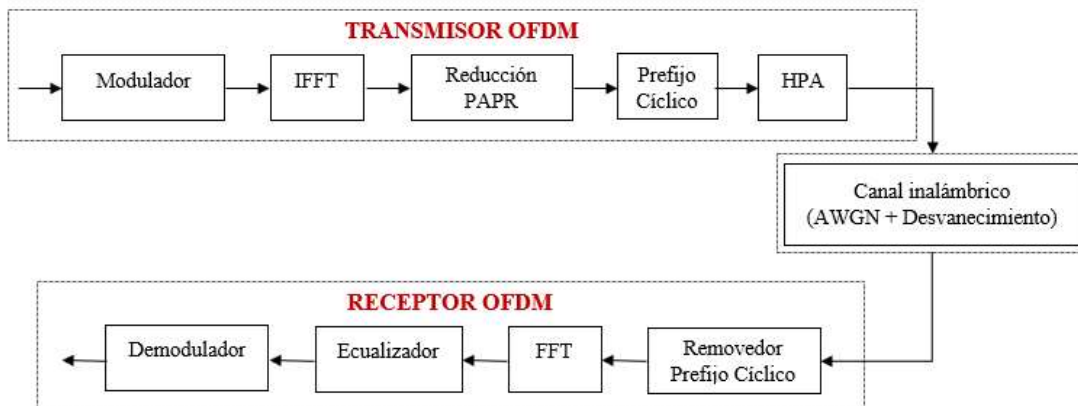 TRANSMISOR OFDM
Modulador
IFFT
Reducción
PAPR
Prefijo
Cíclico
HPA
Canal inalámbrico
(AWGN + Desvanecimiento)
RECEPTOR OFDM
Demodulador
Ecualizador
FFT
Removedor
Prefijo Cíclico